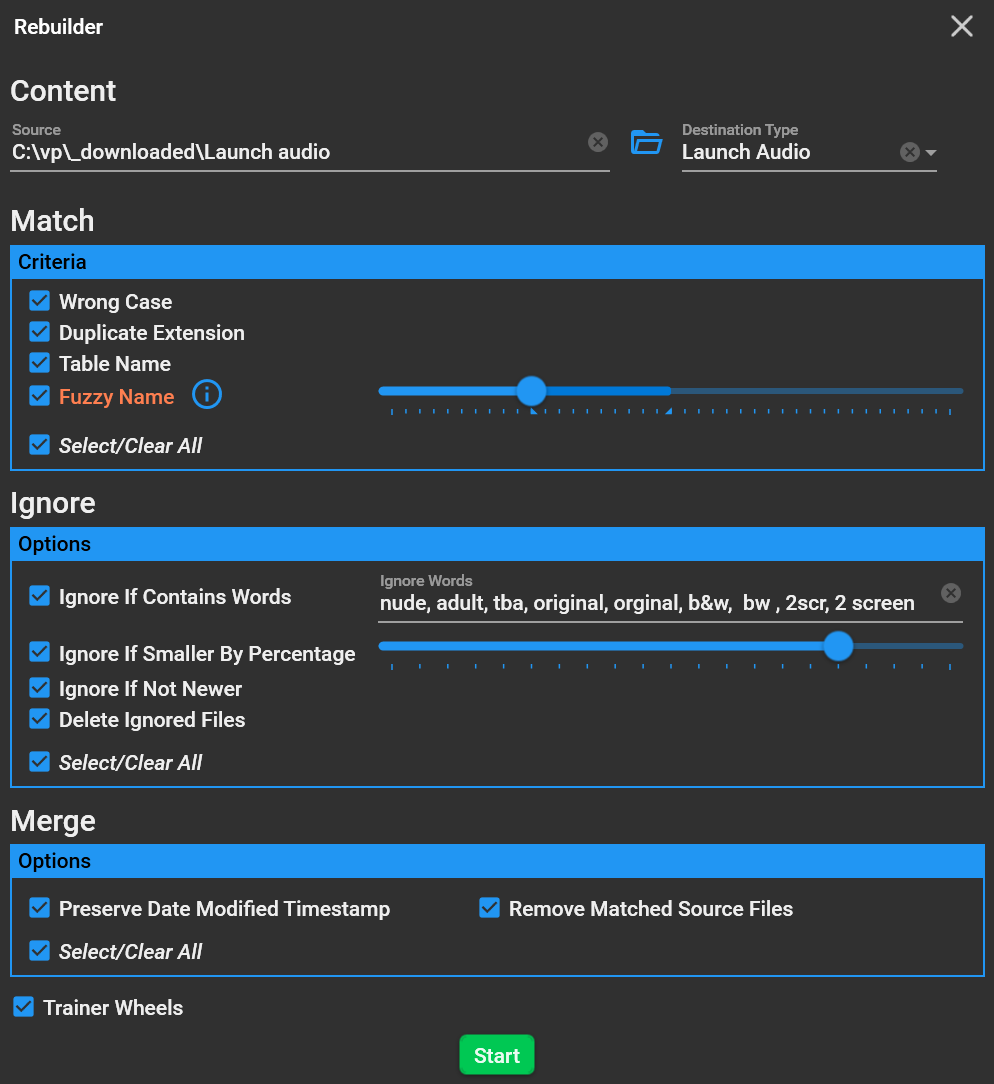 Rebuilder
Content
Source
C:\vp\_downloaded\Launch audio
Destination Type
Launch Audio
Match
Criteria
Wrong Case
Duplicate Extension
Table Name
Fuzzy Name
Select/Clear All
Ignore
Options
Ignore If Contains Words
Ignore Words
nude, adult, tba, original, orginal, b&w,  bw , 2scr, 2 screen
Ignore If Smaller By Percentage
Ignore If Not Newer
Delete Ignored Files
Select/Clear All
Merge
Options
Preserve Date Modified Timestamp
Remove Matched Source Files
Select/Clear All
Trainer Wheels
Start